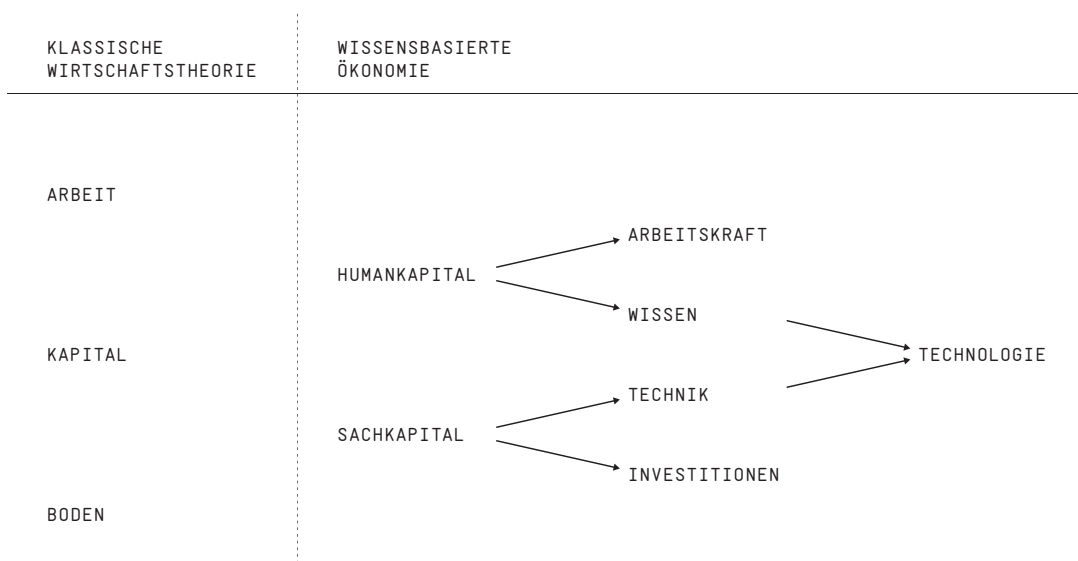 KLASSISCHE
WIRTSCHAFTSTHEORIE
WISSENSBASIERTE
ÖKONOMIE
ARBEIT
KAPITAL
BODEN
HUMANKAPITAL
SACHKAPITAL
ARBEITSKRAFT
WISSEN
TECHNIK
INVESTITIONEN
TECHNOLOGIE